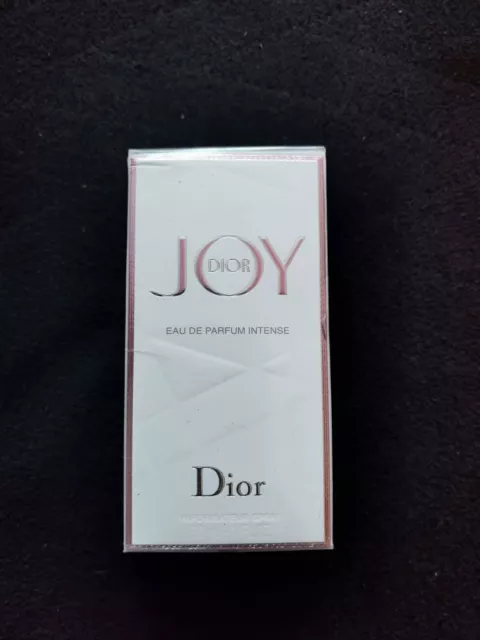 JOY
DIOR
EAU DE PARFUM INTENSE
Dior